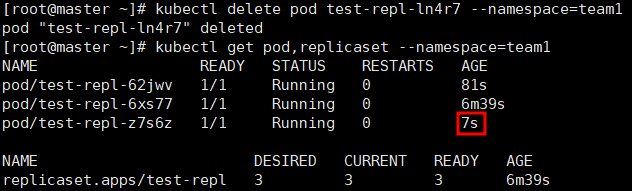 [root@master ~]# kubectl delete pod test-repl-ln4r7 --namespace=team1
pod "test-repl-ln4r7" deleted
[root@master ~]# kubectl get pod,replicaset --namespace=team1
NAME READY STATUS RESTARTS AGE
pod/test-repl-62jwv 1/1 Running 0 81s
pod/test-repl-6xs77 1/1 Running 0 6m39s
pod/test-repl-z7s6z 1/1 Running 0 7s
NAME DESIRED CURRENT READY AGE
replicaset.apps/test-repl 3 3 3 6m39s